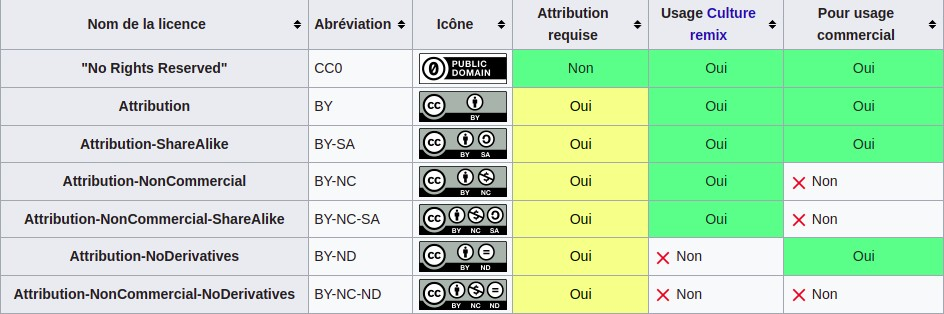 Nom de la licence Abréviation Icône Attribution requise Usage Culture remix Pour usage commercial
"No Rights Reserved" CC0 0 PUBLIC DOMAIN Non Oui Oui
Attribution BY cc BY Oui Oui Oui
Attribution-ShareAlike BY-SA cc BY SA Oui Oui Oui
Attribution-NonCommercial BY-NC cc $ BY NC Oui Oui Non
Attribution-NonCommercial-ShareAlike BY-NC-SA cc $ BY NC SA Oui Oui Non
Attribution-NoDerivatives BY-ND cc = BY ND Oui Non Oui
Attribution-NonCommercial-NoDerivatives BY-NC-ND cc $ = BY NC ND Oui Non Non